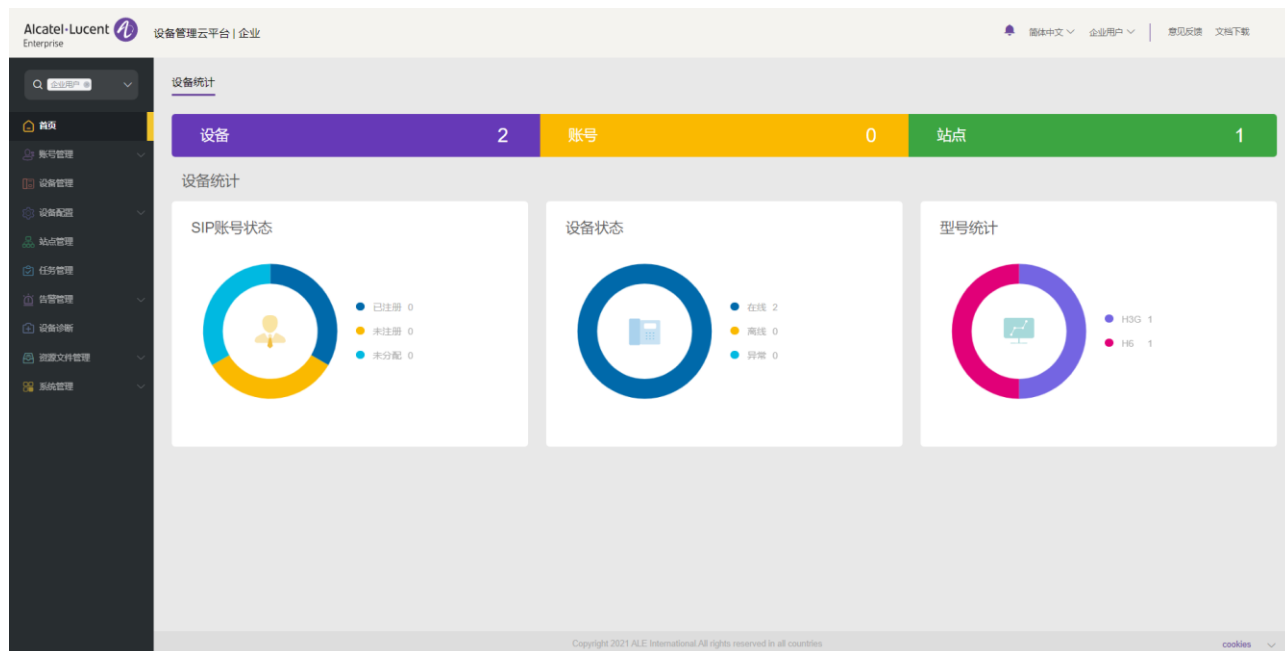 Alcatel·Lucent
Enterprise
设备管理云平台 | 企业
简体中文
企业用户
意见反馈
文档下载
企业用户
首页
账号管理
设备管理
设备配置
站点管理
任务管理
告警管理
设备诊断
资源文件管理
系统管理
设备统计
设备 2
账号 0
站点 1
设备统计
SIP账号状态
已注册 0
未注册 0
未分配 0
设备状态
在线 2
离线 0
异常 0
型号统计
H3G 1
H6 1
Copyright 2021 ALE International.All rights reserved in all countries
cookies